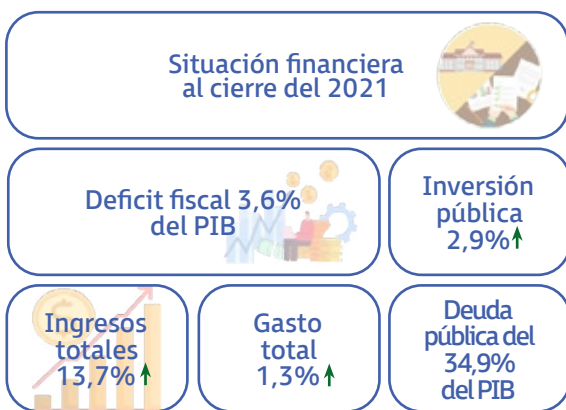 Situación financiera
al cierre del 2021
Deficit fiscal 3,6%
del PIB
Inversión
pública
2,9%
Ingresos
totales
13,7%
Gasto
total
1,3%
Deuda
pública del
34,9%
del PIB